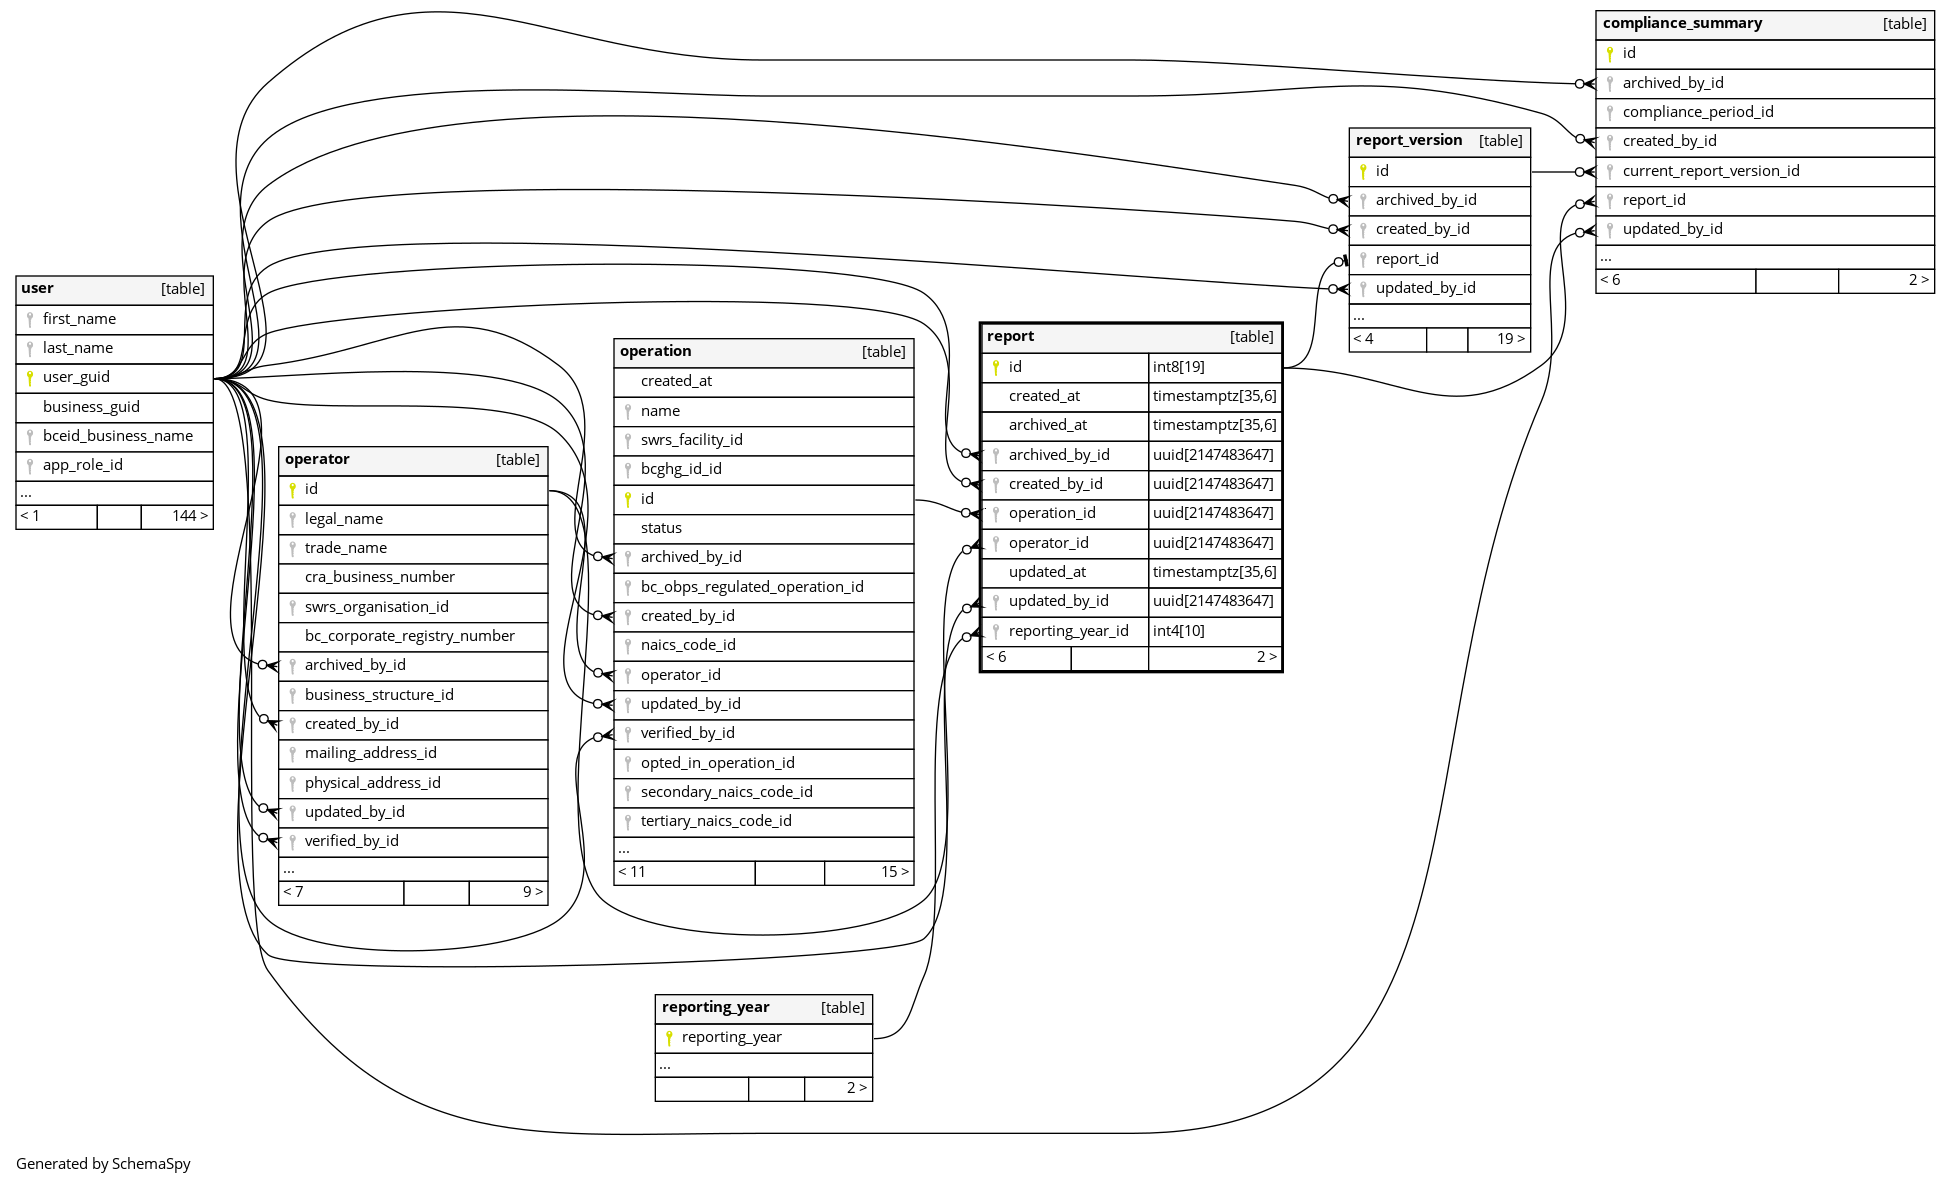 compliance_summary [table]
id
archived_by_id
compliance_period_id
created_by_id
current_report_version_id
report_id
updated_by_id
...
< 6 2 >
report_version [table]
id
archived_by_id
created_by_id
report_id
updated_by_id
...
< 4 19 >
user [table]
first_name
last_name
user_guid
business_guid
bceid_business_name
app_role_id
...
< 1 144 >
operator [table]
id
legal_name
trade_name
cra_business_number
swrs_organisation_id
bc_corporate_registry_number
archived_by_id
business_structure_id
created_by_id
mailing_address_id
physical_address_id
updated_by_id
verified_by_id
...
< 7 9 >
operation [table]
created_at
name
swrs_facility_id
bcghg_id_id
id
status
archived_by_id
bc_obps_regulated_operation_id
created_by_id
naics_code_id
operator_id
updated_by_id
verified_by_id
opted_in_operation_id
secondary_naics_code_id
tertiary_naics_code_id
...
< 11 15 >
report [table]
id int8[19]
created_at timestamptz[35,6]
archived_at timestamptz[35,6]
archived_by_id uuid[2147483647]
created_by_id uuid[2147483647]
operation_id uuid[2147483647]
operator_id uuid[2147483647]
updated_at timestamptz[35,6]
updated_by_id uuid[2147483647]
reporting_year_id int4[10]
< 6 2 >
reporting_year [table]
reporting_year
...
2 >
Generated by SchemaSpy